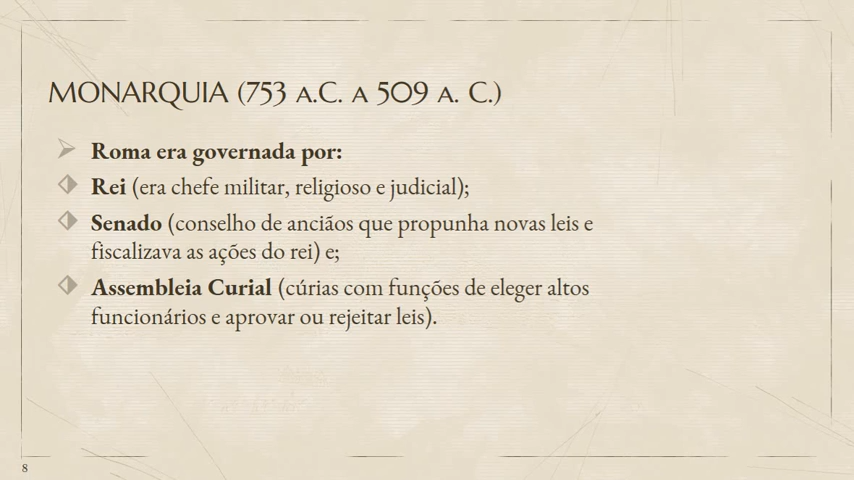 MONARQUIA (753 A.C. A 509 A. C.)
Roma era governada por:
Rei (era chefe militar, religioso e judicial);
Senado (conselho de anciãos que propunha novas leis e
fiscalizava as ações do rei) e;
Assembleia Curial (cúrias com funções de eleger altos
funcionários e aprovar ou rejeitar leis).
8